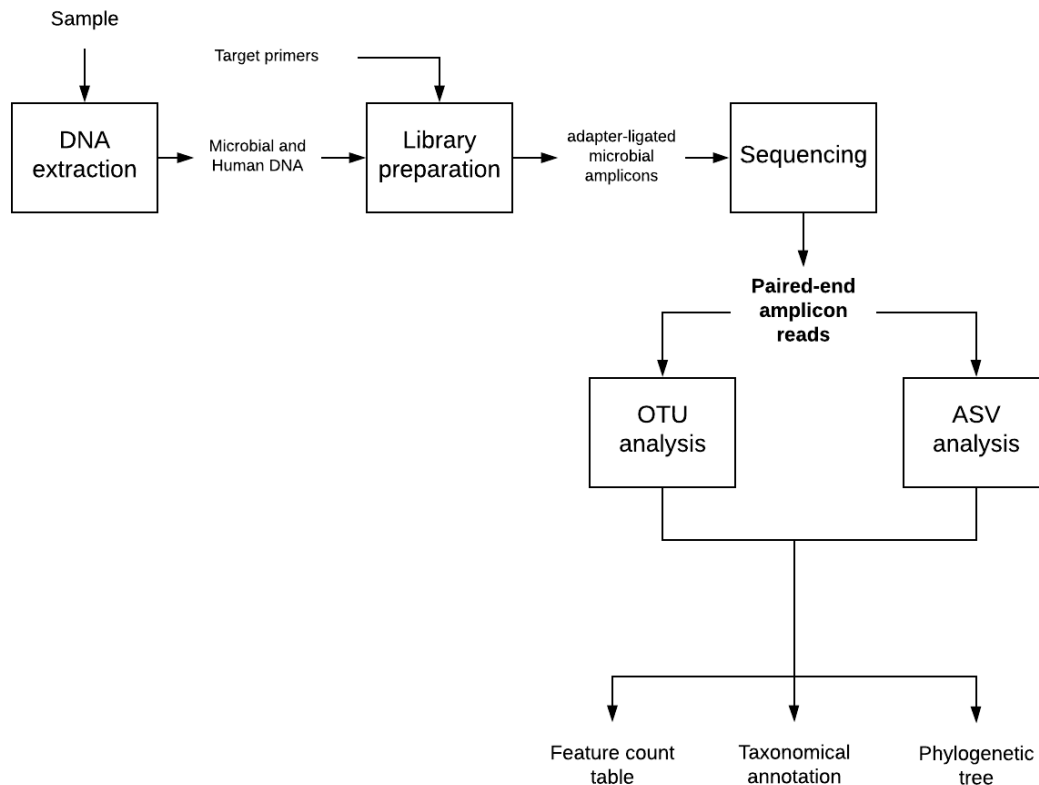 Sample
Target primers
DNA
extraction
Microbial and
Human DNA
Library
preparation
adapter-ligated
microbial
amplicons
Sequencing
Paired-end
amplicon
reads
OTU
analysis
ASV
analysis
Feature count
table
Taxonomical
annotation
Phylogenetic
tree